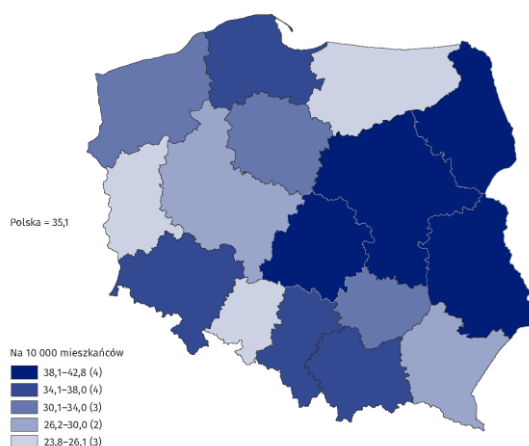 Polska = 35,1
Na 10 000 mieszkańców
38,1–42,8 (4)
34,1–38,0 (4)
30,1–34,0 (3)
26,2–30,0 (2)
23,8–26,1 (3)